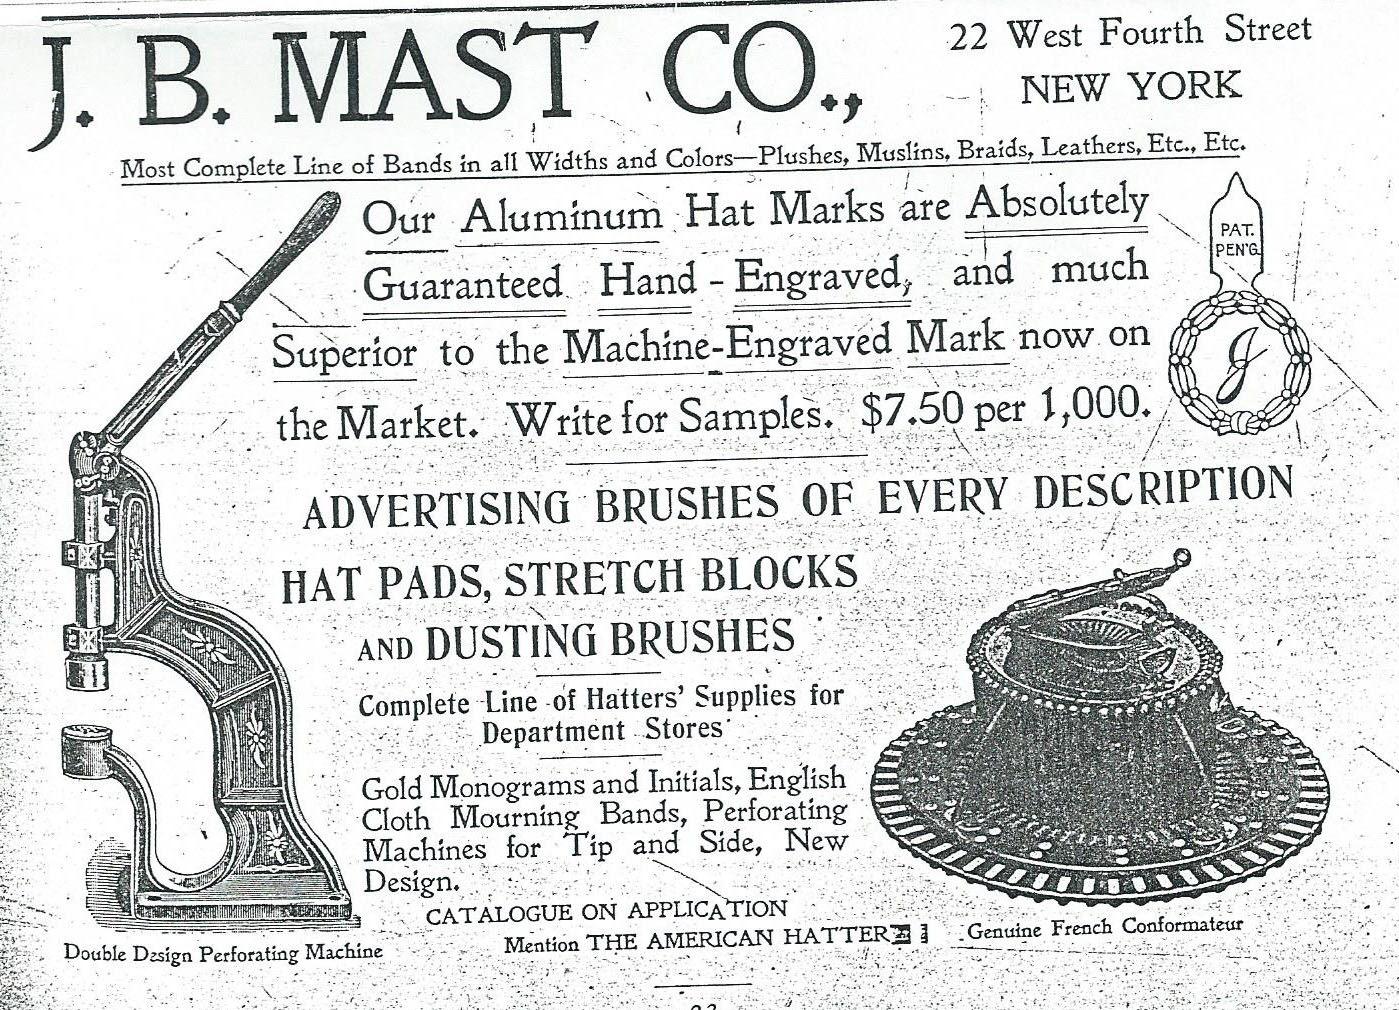 J. B. MAST CO.,
22 West Fourth Street
NEW YORK
Most Complete Line of Bands in all Widths and Colors—Plushes, Muslins, Braids, Leathers, Etc., Etc.
Our Aluminum Hat Marks are Absolutely
Guaranteed Hand-Engraved, and much
Superior to the Machine-Engraved Mark now on
the Market. Write for Samples. $7.50 per 1,000.
PAT.
PEN'G
J
ADVERTISING BRUSHES OF EVERY DESCRIPTION
HAT PADS, STRETCH BLOCKS
AND DUSTING BRUSHES
Complete Line of Hatters' Supplies for
Department Stores
Gold Monograms and Initials, English
Cloth Mourning Bands, Perforating
Machines for Tip and Side, New
Design.
CATALOGUE ON APPLICATION
Mention THE AMERICAN HATTER
Double Design Perforating Machine
Genuine French Conformateur